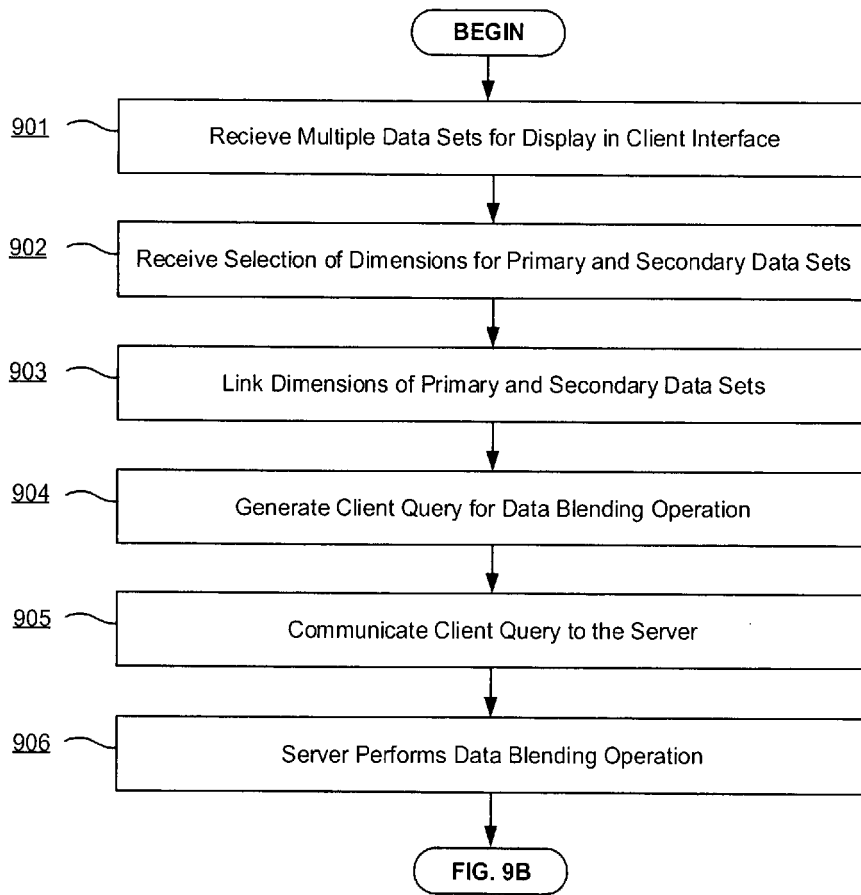 BEGIN
901
Recieve Multiple Data Sets for Display in Client Interface
902
Receive Selection of Dimensions for Primary and Secondary Data Sets
903
Link Dimensions of Primary and Secondary Data Sets
904
Generate Client Query for Data Blending Operation
905
Communicate Client Query to the Server
906
Server Performs Data Blending Operation
FIG. 9B